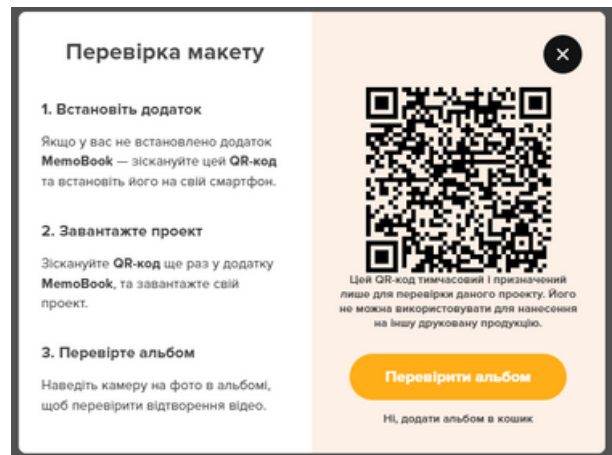 Перевірка макету
1. Встановіть додаток
Якщо у вас не встановлено додаток
MemoBook — зіскануйте цей QR-код
та встановіть його на свій смартфон.
2. Завантажте проект
Зіскануйте QR-код ще раз у додатку
MemoBook, та завантажте свій
проект.
3. Перевірте альбом
Наведіть камеру на фото в альбомі,
щоб перевірити відтворення відео.
Цей QR-код тимчасовий і призначений
лише для перевірки даного проекту. Його
не можна використовувати для нанесення
на іншу друковану продукцію.
Перевірити альбом
Ні, додати альбом в кошик